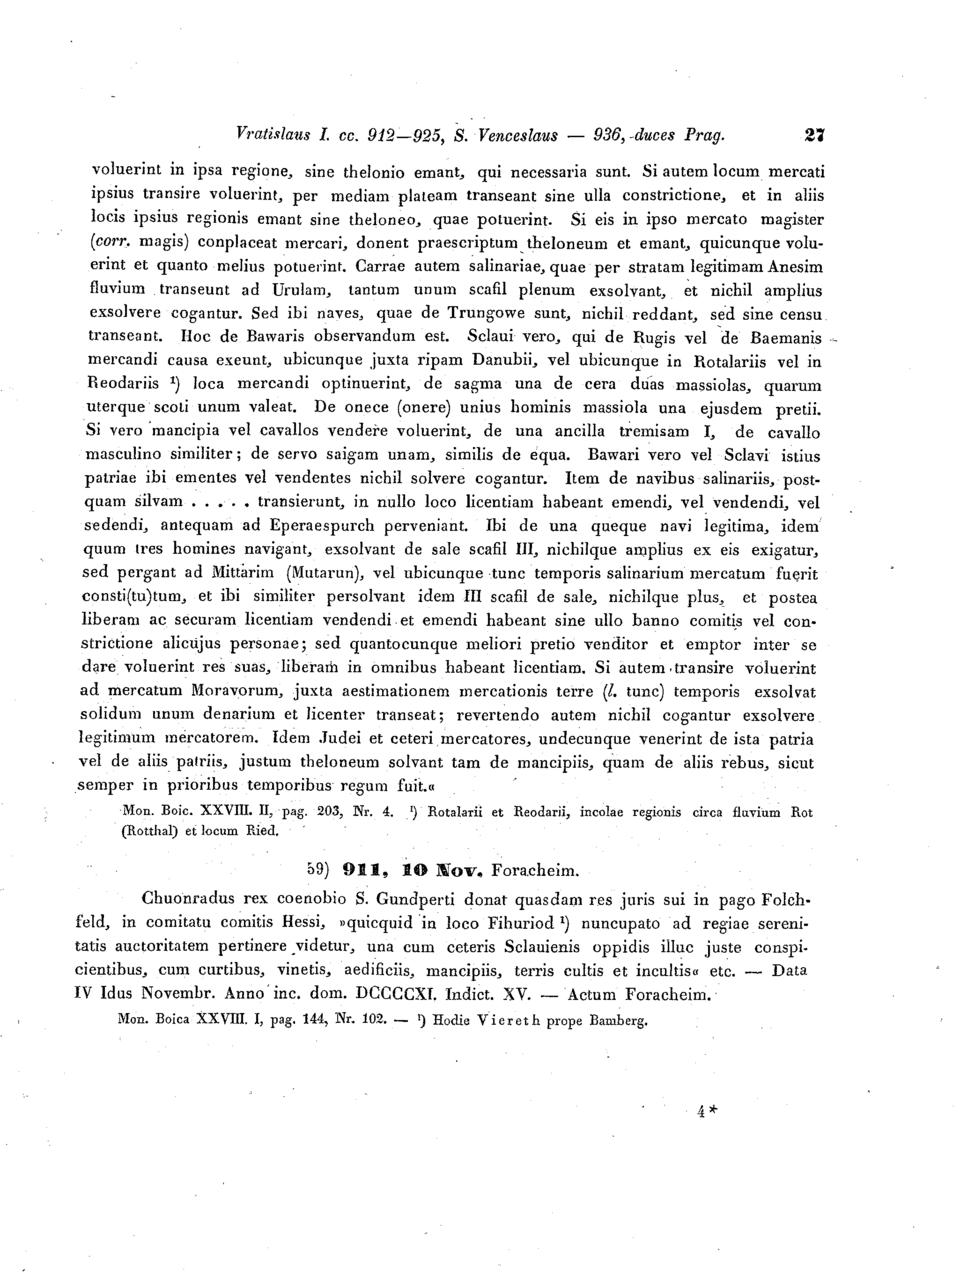 Vratislaus I. cc. 912—925, S. Venceslaus — 936, duces Prag. 27
voluerint in ipsa regione, sine thelonio emant, qui necessaria sunt. Si autem locum mercati
ipsius transire voluerint, per mediam plateam transeant sine ulla constrictione, et in aliis
locis ipsius regionis emant sine theloneo, quae potuerint. Si eis in ipso mercato magister
(corr. magis) conplaceat mercari, donent praescriptum theloneum et emant, quicunque volu-
erint et quanto melius potuerint. Carrae autem salinariae, quae per stratam legitimam Anesim
fluvium transeunt ad Urulam, tantum unum scafil plenum exsolvant, et nichil amplius
exsolvere cogantur. Sed ibi naves, quae de Trungowe sunt, nichil reddant, sed sine censu
transeant. Hoc de Bawaris observandum est. Sclaui vero, qui de Rugis vel de Baemanis
mercandi causa exeunt, ubicunque juxta ripam Danubii, vel ubicunque in Rotalariis vel in
Reodariis ¹) loca mercandi optinuerint, de sagma una de cera duas massiolas, quarum
uterque scoti unum valeat. De onece (onere) unius hominis massiola una ejusdem pretii.
Si vero mancipia vel cavallos vendere voluerint, de una ancilla tremisam I, de cavallo
masculino similiter; de servo saigam unam, similis de equa. Bawari vero vel Sclavi istius
patriae ibi ementes vel vendentes nichil solvere cogantur. Item de navibus salinariis, post-
quam silvam . . . . . transierunt, in nullo loco licentiam habeant emendi, vel vendendi, vel
sedendi, antequam ad Eperaespurch perveniant. Ibi de una queque navi legitima, idem
quum tres homines navigant, exsolvant de sale scafil III, nichilque amplius ex eis exigatur,
sed pergant ad Mittarim (Mutarun), vel ubicunque tunc temporis salinarium mercatum fuerit
consti(tu)tum, et ibi similiter persolvant idem III scafil de sale, nichilque plus, et postea
liberam ac securam licentiam vendendi et emendi habeant sine ullo banno comitis vel con-
strictione alicujus personae; sed quantocunque meliori pretio venditor et emptor inter se
dare voluerint res suas, liberam in omnibus habeant licentiam. Si autem transire voluerint
ad mercatum Moravorum, juxta aestimationem mercationis terre (l. tunc) temporis exsolvat
solidum unum denarium et licenter transeat; revertendo autem nichil cogantur exsolvere
legitimum mercatorem. Idem Judei et ceteri mercatores, undecunque venerint de ista patria
vel de aliis patriis, justum theloneum solvant tam de mancipiis, quam de aliis rebus, sicut
semper in prioribus temporibus regum fuit.«
Mon. Boic. XXVIII. II, pag. 203, Nr. 4. ¹) Rotalarii et Reodarii, incolae regionis circa fluvium Rot
(Rotthal) et locum Ried.
59) 911, 10 Nov. Foracheim.
Chuonradus rex coenobio S. Gundperti donat quasdam res juris sui in pago Folch-
feld, in comitatu comitis Hessi, »quicquid in loco Fihuriod ¹) nuncupato ad regiae sereni-
tatis auctoritatem pertinere videtur, una cum ceteris Sclauienis oppidis illuc juste conspi-
cientibus, cum curtibus, vinetis, aedificiis, mancipiis, terris cultis et incultis« etc. — Data
IV Idus Novembr. Anno inc. dom. DCCCCXI. Indict. XV. — Actum Foracheim.
Mon. Boica XXVIII. I, pag. 144, Nr. 102. — ¹) Hodie Viereth prope Bamberg.
4*